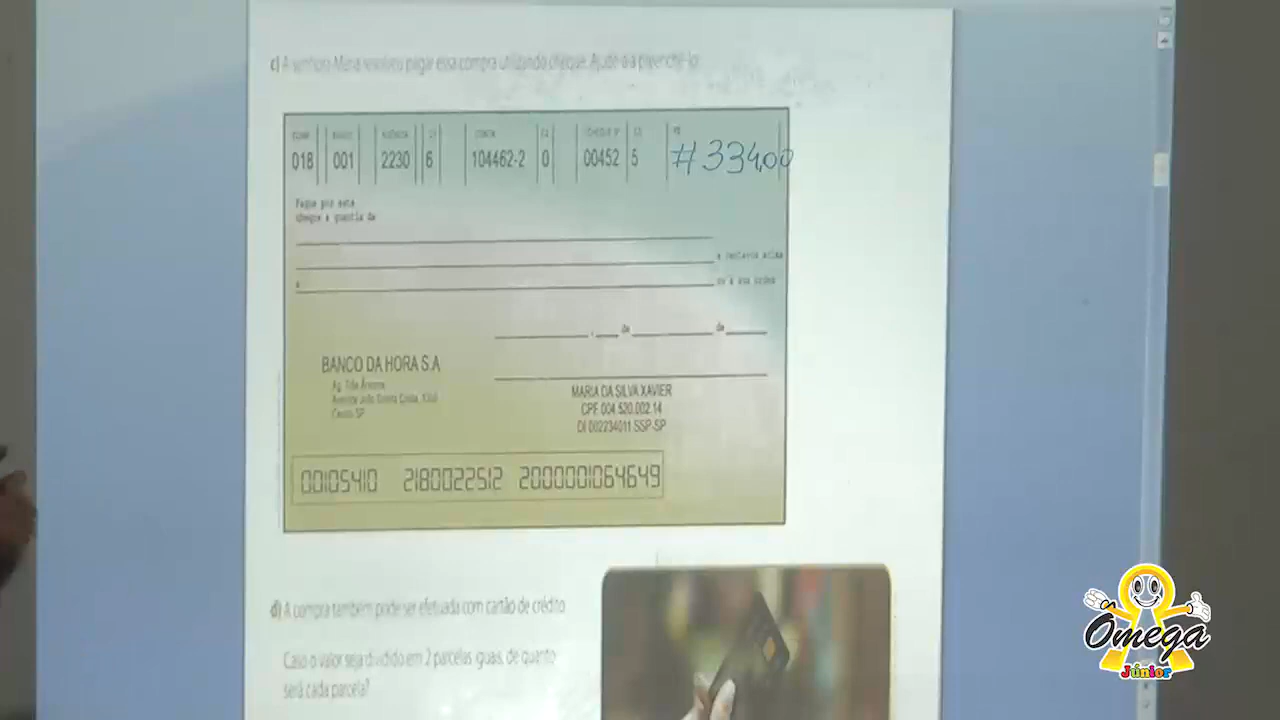 c) A senhora Maria resolveu pagar essa compra utilizando cheque. Ajude-a a preenchê-lo.
018 001 2230 6 104462-2 0 00452 5 #334,00
Pague por este
cheque a quantia de
e centavos acima
a ou à sua ordem
, de de
BANCO DA HORA S.A
MARIA DA SILVA XAVIER
CPF 004.520.002.14
DI 002234011 SSP-SP
Centro SP
00105410 2180022512 2000001064649
d) A compra também pode ser efetuada com cartão de crédito
Caso o valor seja dividido em 2 parcelas iguais, de quanto
será cada parcela?
Ômega
Júnior